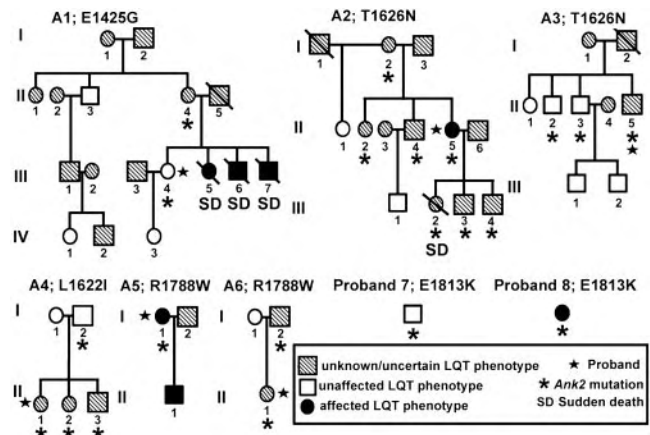 A1; E1425G A2; T1626N A3; T1626N
I I I
1 2 1 2 3 1 2
*
II II II
1 2 3 4 5 1 2 3 4 5 6 1 2 3 4 5
* * * ★ * * * * ★
III III
1 2 3 4 ★ 5 6 7 1 2 3 4 1 2
* SD SD SD * * *
SD
IV
1 2 3
A4; L1622I A5; R1788W A6; R1788W Proband 7; E1813K Proband 8; E1813K
I I I
1 2 ★ 1 2 1 2
* * * * *
II II II
★ 1 2 3 1 1 ★
* * * *
unknown/uncertain LQT phenotype ★ Proband
unaffected LQT phenotype * Ank2 mutation
affected LQT phenotype SD Sudden death